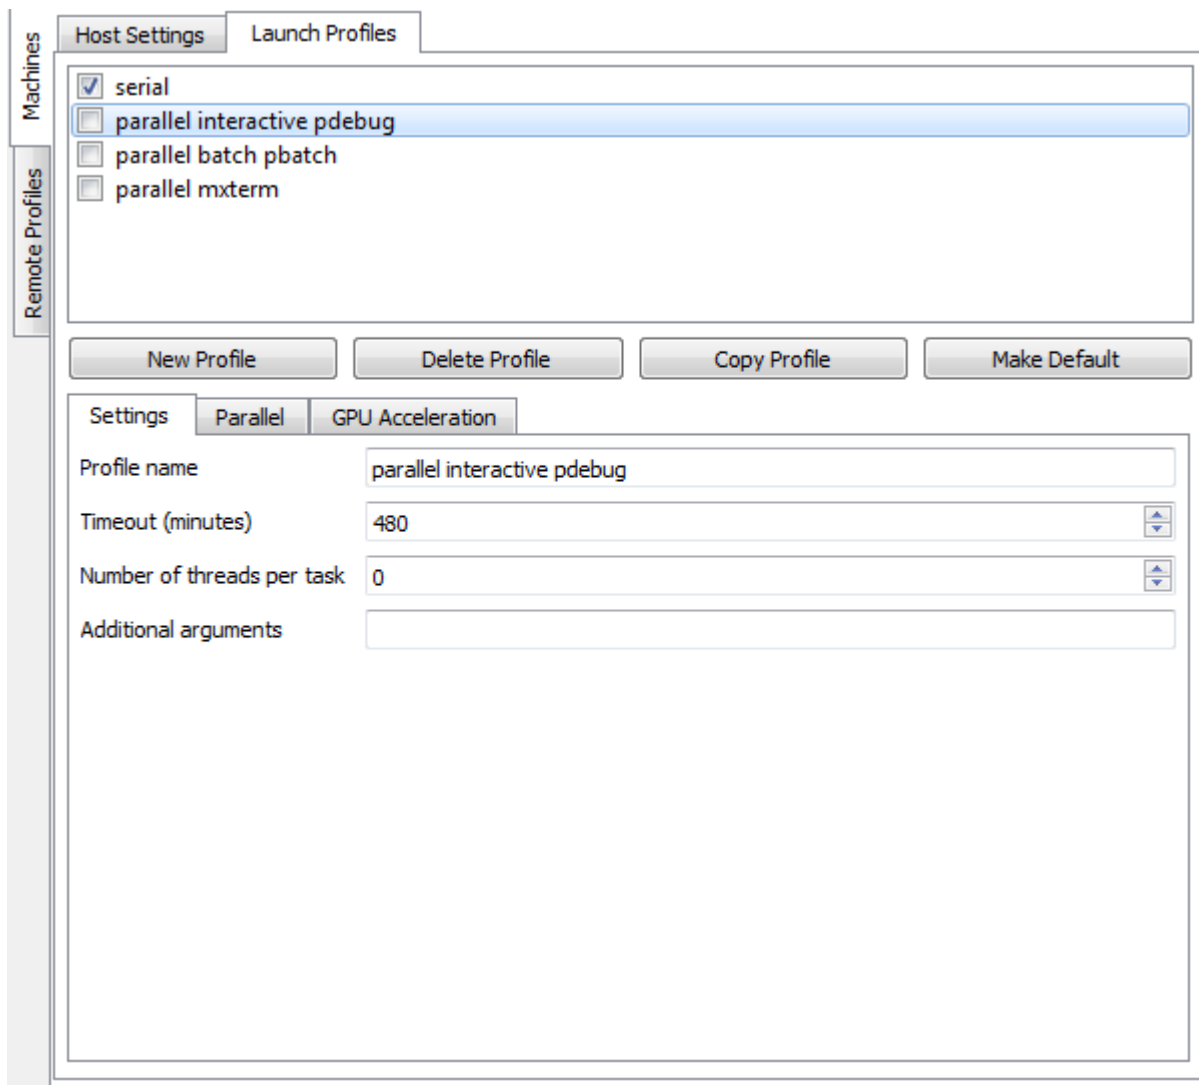 Machines
Remote Profiles
Host Settings Launch Profiles
serial
parallel interactive pdebug
parallel batch pbatch
parallel mxterm
New Profile Delete Profile Copy Profile Make Default
Settings Parallel GPU Acceleration
Profile name parallel interactive pdebug
Timeout (minutes) 480
Number of threads per task 0
Additional arguments